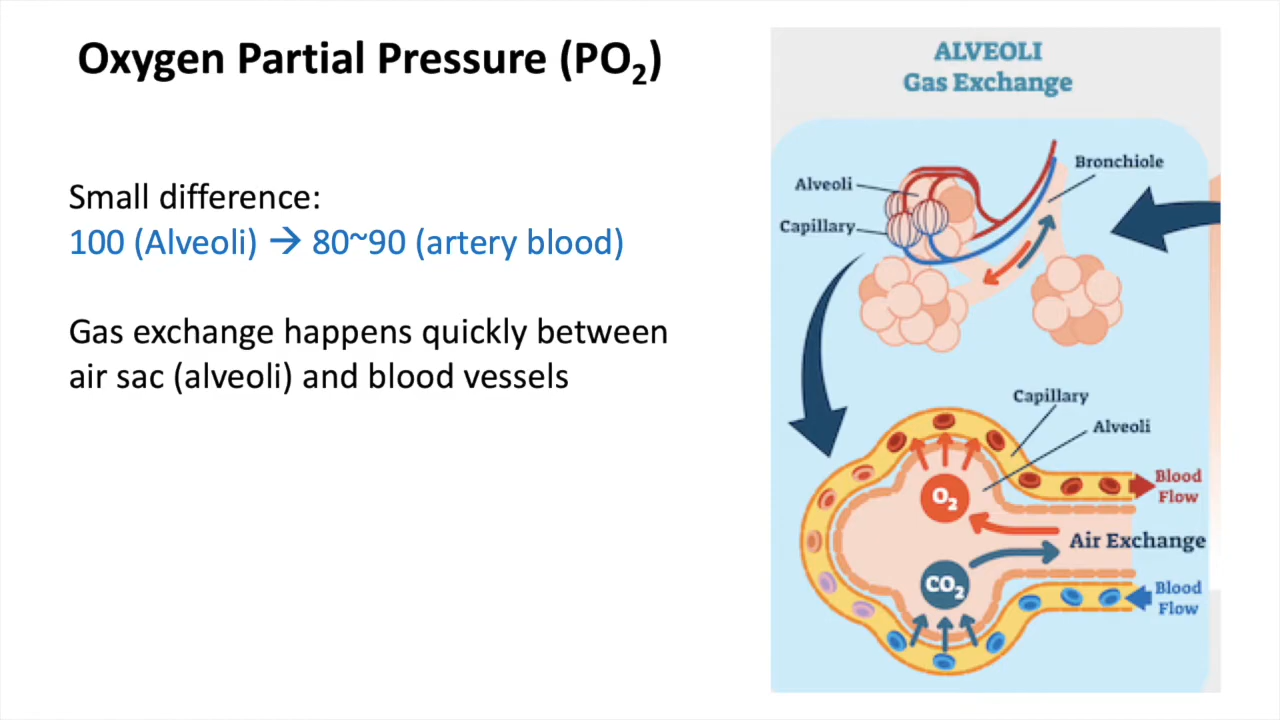 Oxygen Partial Pressure (PO₂)
Small difference:
100 (Alveoli) → 80~90 (artery blood)
Gas exchange happens quickly between
air sac (alveoli) and blood vessels
ALVEOLI
Gas Exchange
Bronchiole
Alveoli
Capillary
Capillary
Alveoli
O₂
Blood
Flow
Air Exchange
CO₂
Blood
Flow